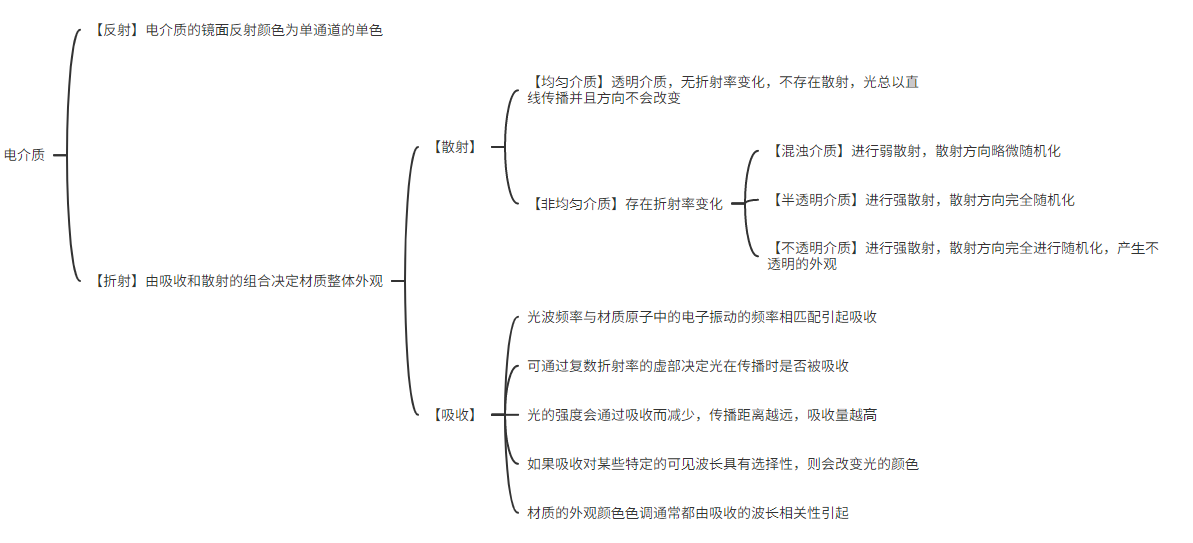 电介质
【反射】电介质的镜面反射颜色为单通道的单色
【折射】由吸收和散射的组合决定材质整体外观
【散射】
【均匀介质】透明介质，无折射率变化，不存在散射，光总以直
线传播并且方向不会改变
【非均匀介质】存在折射率变化
【混浊介质】进行弱散射，散射方向略微随机化
【半透明介质】进行强散射，散射方向完全随机化
【不透明介质】进行强散射，散射方向完全进行随机化，产生不
透明的外观
【吸收】
光波频率与材质原子中的电子振动的频率相匹配引起吸收
可通过复数折射率的虚部决定光在传播时是否被吸收
光的强度会通过吸收而减少，传播距离越远，吸收量越高
如果吸收对某些特定的可见波长具有选择性，则会改变光的颜色
材质的外观颜色色调通常都由吸收的波长相关性引起